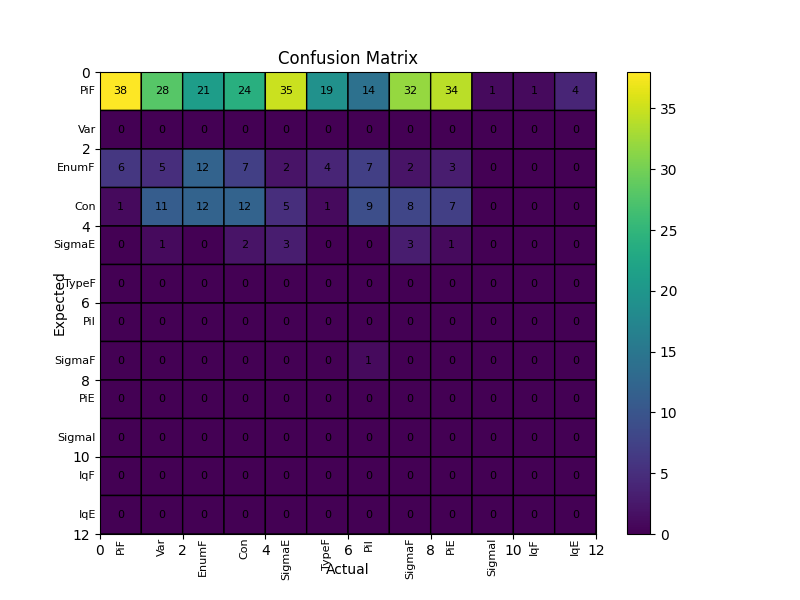 Confusion Matrix
0
PiF 38 28 21 24 35 19 14 32 34 1 1 4
Var 0 0 0 0 0 0 0 0 0 0 0 0
2
EnumF 6 5 12 7 2 4 7 2 3 0 0 0
Con 1 11 12 12 5 1 9 8 7 0 0 0
4
SigmaE 0 1 0 2 3 0 0 3 1 0 0 0
TypeF 0 0 0 0 0 0 0 0 0 0 0 0
Expected
6
PiI 0 0 0 0 0 0 0 0 0 0 0 0
SigmaF 0 0 0 0 0 0 1 0 0 0 0 0
8
PiE 0 0 0 0 0 0 0 0 0 0 0 0
SigmaI 0 0 0 0 0 0 0 0 0 0 0 0
10
IqF 0 0 0 0 0 0 0 0 0 0 0 0
IqE 0 0 0 0 0 0 0 0 0 0 0 0
12
0 2 4 6 8 10 12
PiF Var EnumF Con SigmaE TypeF PiI SigmaF PiE SigmaI IqF IqE
Actual
35
30
25
20
15
10
5
0